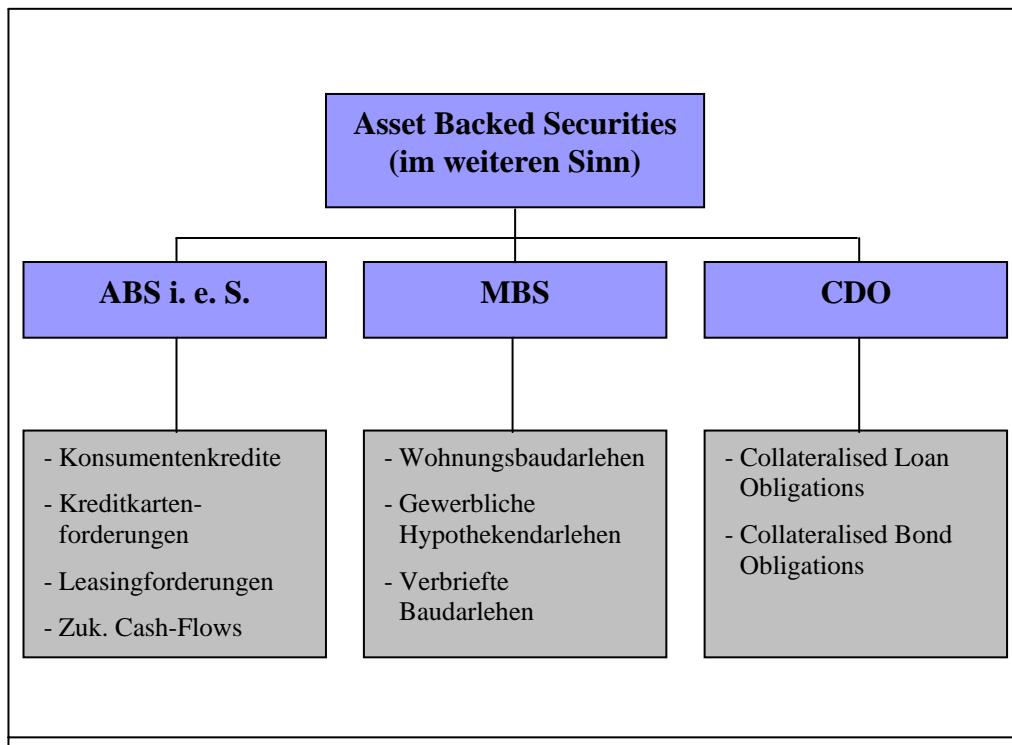 Asset Backed Securities
(im weiteren Sinn)
ABS i. e. S.
MBS
CDO
- Konsumentenkredite
- Kreditkarten-
forderungen
- Leasingforderungen
- Zuk. Cash-Flows
- Wohnungsbaudarlehen
- Gewerbliche
Hypothekendarlehen
- Verbriefte
Baudarlehen
- Collateralised Loan
Obligations
- Collateralised Bond
Obligations